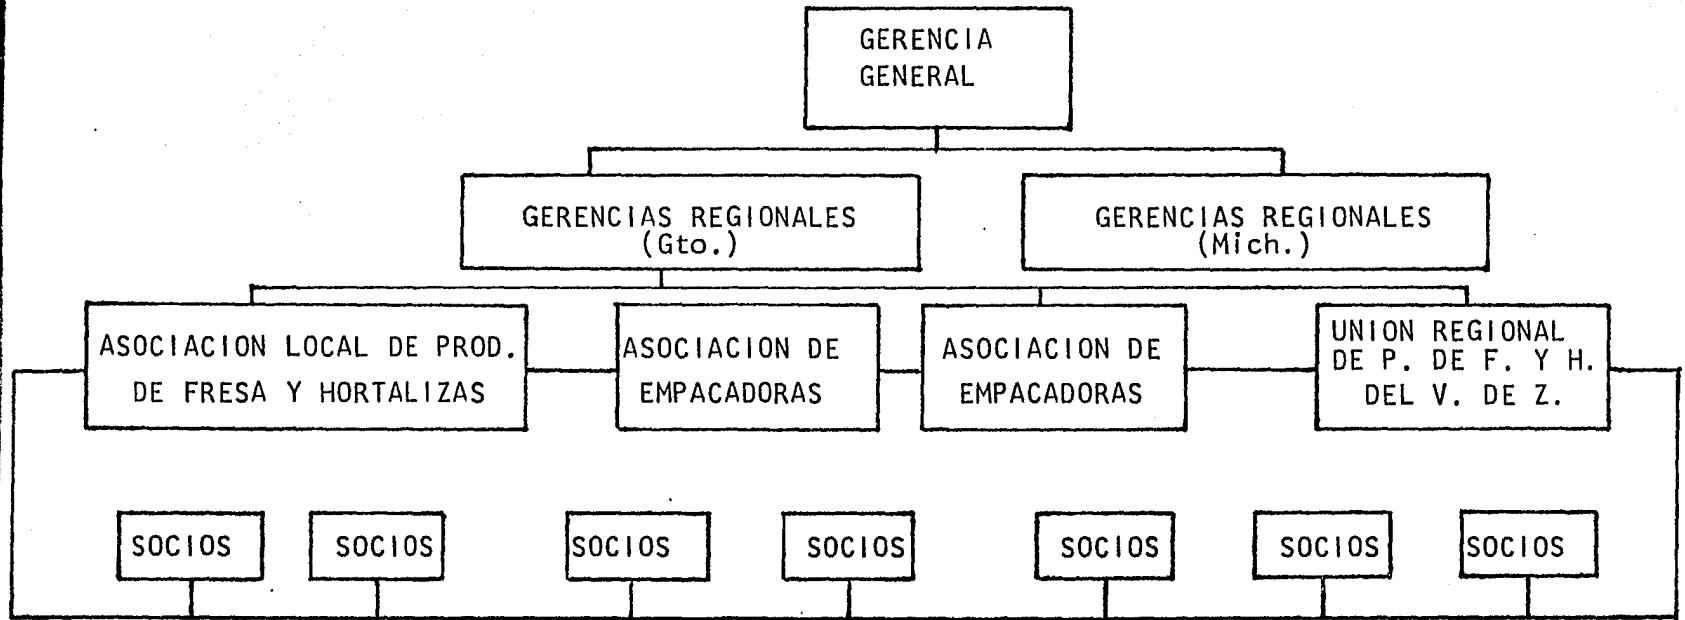 GERENCIA
GENERAL
GERENCIAS REGIONALES
(Gto.)
GERENCIAS REGIONALES
(Mich.)
ASOCIACION LOCAL DE PROD.
DE FRESA Y HORTALIZAS
ASOCIACION DE
EMPACADORAS
ASOCIACION DE
EMPACADORAS
UNION REGIONAL
DE P. DE F. Y H.
DEL V. DE Z.
SOCIOS
SOCIOS
SOCIOS
SOCIOS
SOCIOS
SOCIOS
SOCIOS